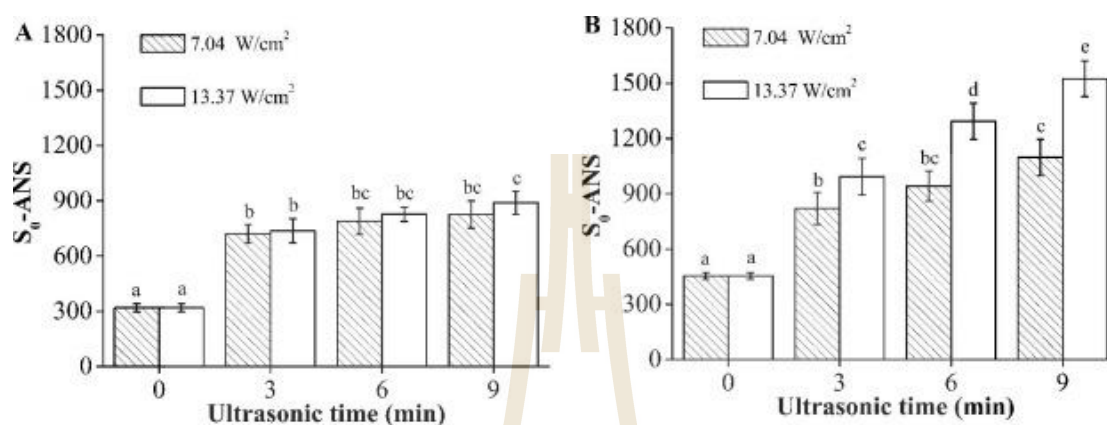 A
1800
1500
1200
900
600
300
0
S₀-ANS
7.04 W/cm²
13.37 W/cm²
a a b b bc bc bc c
0 3 6 9
Ultrasonic time (min)
B
1800
1500
1200
900
600
300
0
S₀-ANS
7.04 W/cm²
13.37 W/cm²
a a b c bc d c e
0 3 6 9
Ultrasonic time (min)